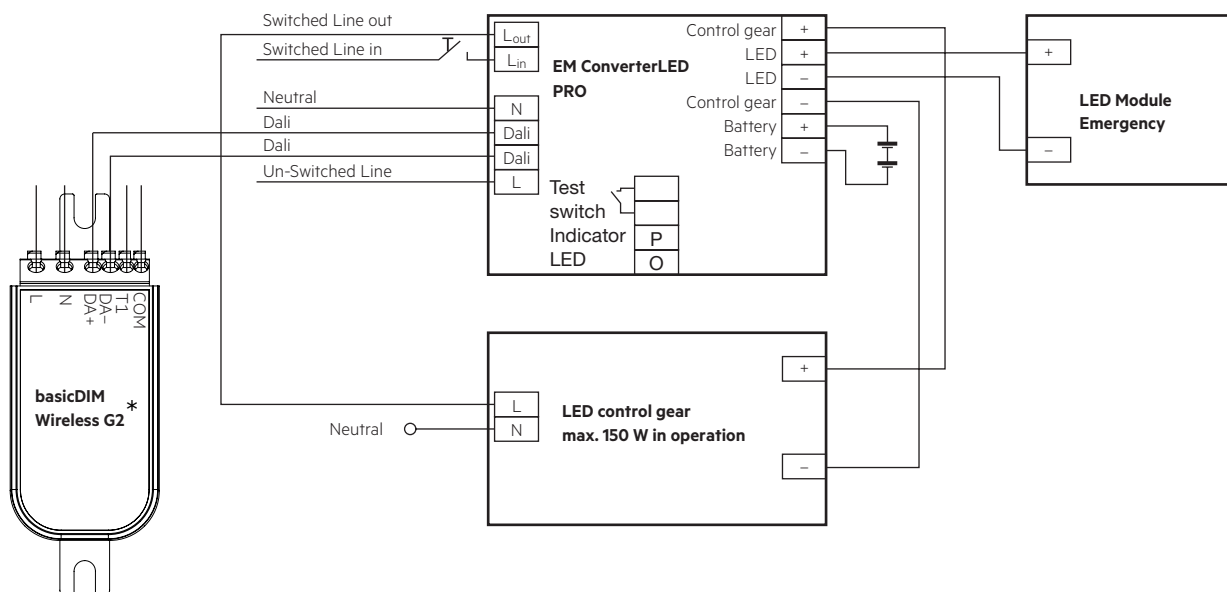 Switched Line out
Switched Line in
Neutral
Dali
Dali
Un-Switched Line
Lout
Lin
N
Dali
Dali
L
EM ConverterLED
PRO
Test
switch
Indicator
LED
P
O
Control gear +
LED +
LED –
Control gear –
Battery +
Battery –
+
–
LED Module
Emergency
L
N
DA+
DA-
T1
COM
basicDIM
Wireless G2*
Neutral
L
N
LED control gear
max. 150 W in operation
+
–